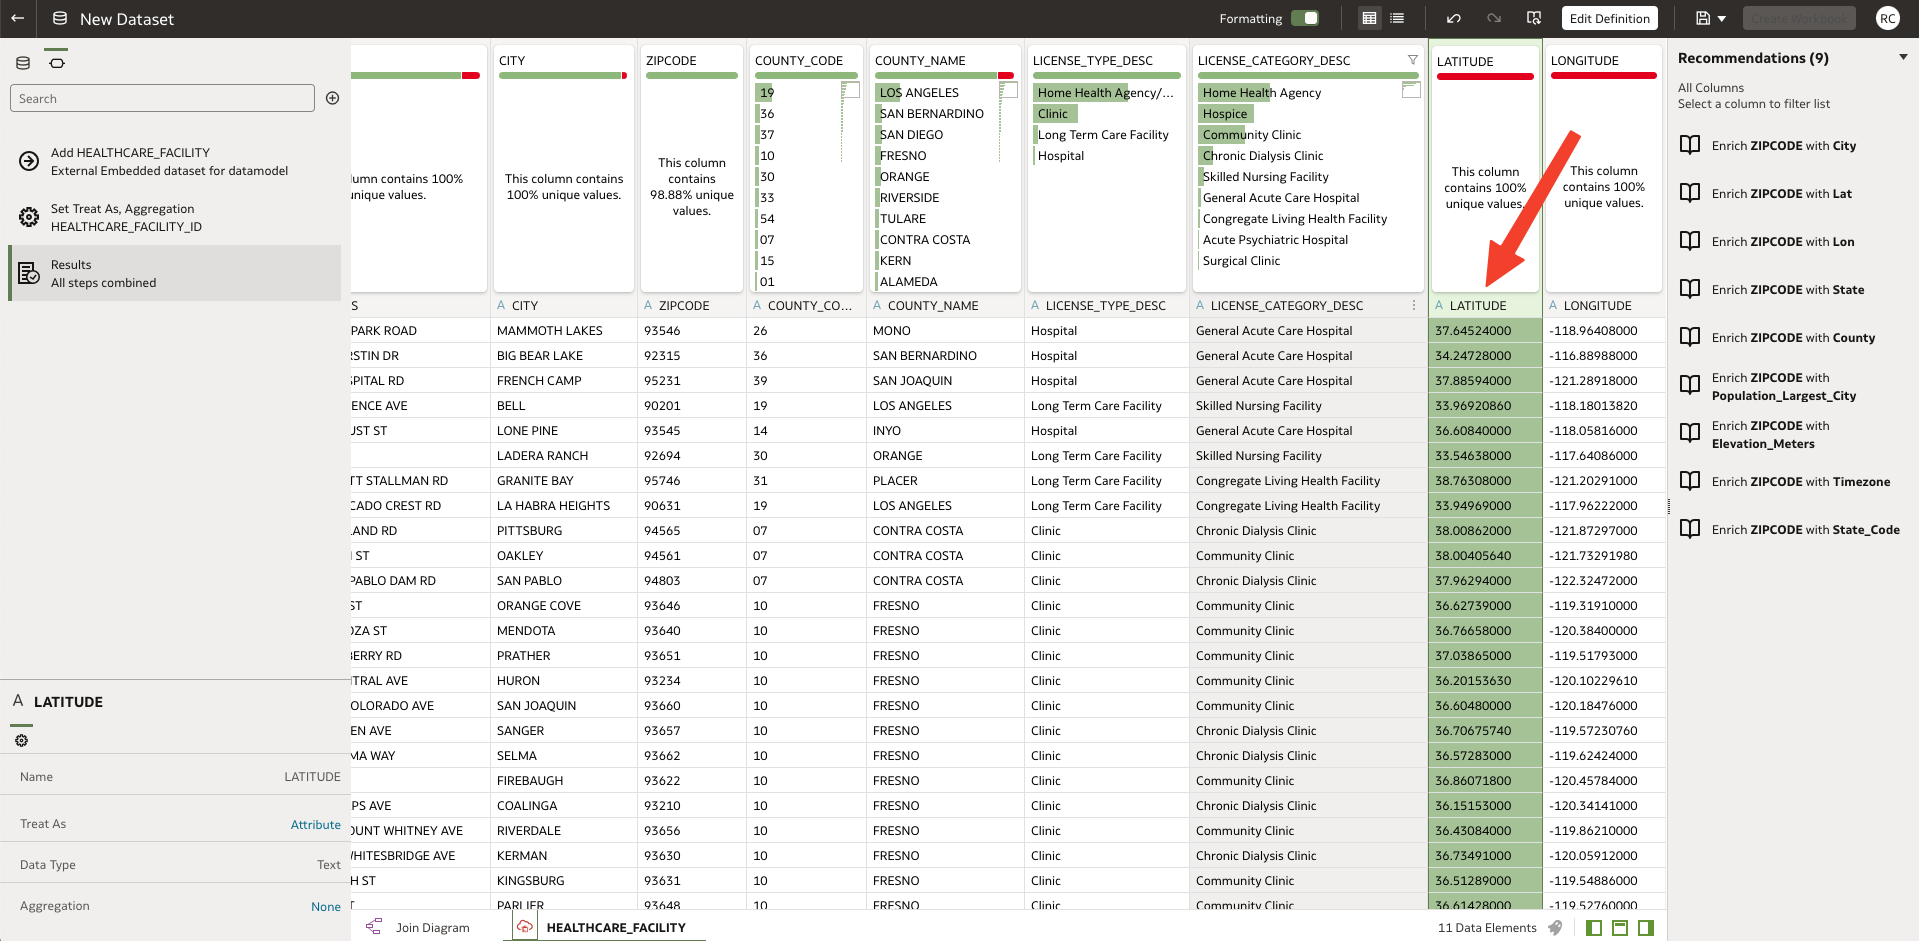 New Dataset
Formatting
Edit Definition
Create Workbook
RC
Search
Add HEALTHCARE_FACILITY
External Embedded dataset for datamodel
Set Treat As, Aggregation
HEALTHCARE_FACILITY_ID
Results
All steps combined
A LATITUDE
Name LATITUDE
Treat As Attribute
Data Type Text
Aggregation None
lumn contains 100%
unique values.
CITY
This column contains
100% unique values.
ZIPCODE
This column
contains
98.88% unique
values.
COUNTY_CODE
19
36
37
10
30
33
54
07
15
01
COUNTY_NAME
LOS ANGELES
SAN BERNARDINO
SAN DIEGO
FRESNO
ORANGE
RIVERSIDE
TULARE
CONTRA COSTA
KERN
ALAMEDA
LICENSE_TYPE_DESC
Home Health Agency/...
Clinic
Long Term Care Facility
Hospital
LICENSE_CATEGORY_DESC
Home Health Agency
Hospice
Community Clinic
Chronic Dialysis Clinic
Skilled Nursing Facility
General Acute Care Hospital
Congregate Living Health Facility
Acute Psychiatric Hospital
Surgical Clinic
LATITUDE
This column
contains 100%
unique values.
LONGITUDE
This column
contains 100%
unique values.
S A CITY A ZIPCODE A COUNTY_CO... A COUNTY_NAME A LICENSE_TYPE_DESC A LICENSE_CATEGORY_DESC A LATITUDE A LONGITUDE
PARK ROAD MAMMOTH LAKES 93546 26 MONO Hospital General Acute Care Hospital 37.64524000 -118.96408000
RSTIN DR BIG BEAR LAKE 92315 36 SAN BERNARDINO Hospital General Acute Care Hospital 34.24728000 -116.88988000
SPITAL RD FRENCH CAMP 95231 39 SAN JOAQUIN Hospital General Acute Care Hospital 37.88594000 -121.28918000
ENCE AVE BELL 90201 19 LOS ANGELES Long Term Care Facility Skilled Nursing Facility 33.96920860 -118.18013820
UST ST LONE PINE 93545 14 INYO Hospital General Acute Care Hospital 36.60840000 -118.05816000
LADERA RANCH 92694 30 ORANGE Long Term Care Facility Skilled Nursing Facility 33.54638000 -117.64086000
TT STALLMAN RD GRANITE BAY 95746 31 PLACER Long Term Care Facility Congregate Living Health Facility 38.76308000 -121.20291000
CADO CREST RD LA HABRA HEIGHTS 90631 19 LOS ANGELES Long Term Care Facility Congregate Living Health Facility 33.94969000 -117.96222000
LAND RD PITTSBURG 94565 07 CONTRA COSTA Clinic Chronic Dialysis Clinic 38.00862000 -121.87297000
ST OAKLEY 94561 07 CONTRA COSTA Clinic Community Clinic 38.00405640 -121.73291980
PABLO DAM RD SAN PABLO 94803 07 CONTRA COSTA Clinic Chronic Dialysis Clinic 37.96294000 -122.32472000
ST ORANGE COVE 93646 10 FRESNO Clinic Community Clinic 36.62739000 -119.31910000
OZA ST MENDOTA 93640 10 FRESNO Clinic Community Clinic 36.76658000 -120.38400000
BERRY RD PRATHER 93651 10 FRESNO Clinic Community Clinic 37.03865000 -119.51793000
NTRAL AVE HURON 93234 10 FRESNO Clinic Community Clinic 36.20153630 -120.10229610
OLORADO AVE SAN JOAQUIN 93660 10 FRESNO Clinic Community Clinic 36.60480000 -120.18476000
EN AVE SANGER 93657 10 FRESNO Clinic Chronic Dialysis Clinic 36.70675740 -119.57230760
MA WAY SELMA 93662 10 FRESNO Clinic Chronic Dialysis Clinic 36.57283000 -119.62424000
FIREBAUGH 93622 10 FRESNO Clinic Community Clinic 36.86071800 -120.45784000
PS AVE COALINGA 93210 10 FRESNO Clinic Chronic Dialysis Clinic 36.15153000 -120.34141000
OUNT WHITNEY AVE RIVERDALE 93656 10 FRESNO Clinic Community Clinic 36.43084000 -119.86210000
WHITESBRIDGE AVE KERMAN 93630 10 FRESNO Clinic Chronic Dialysis Clinic 36.73491000 -120.05912000
H ST KINGSBURG 93631 10 FRESNO Clinic Community Clinic 36.51289000 -119.54886000
T PARLIER 93648 10 FRESNO Clinic Community Clinic 36.61428000 -119.52760000
Join Diagram
HEALTHCARE_FACILITY
11 Data Elements
Recommendations (9)
All Columns
Select a column to filter list
Enrich ZIPCODE with City
Enrich ZIPCODE with Lat
Enrich ZIPCODE with Lon
Enrich ZIPCODE with State
Enrich ZIPCODE with County
Enrich ZIPCODE with
Population_Largest_City
Enrich ZIPCODE with
Elevation_Meters
Enrich ZIPCODE with Timezone
Enrich ZIPCODE with State_Code